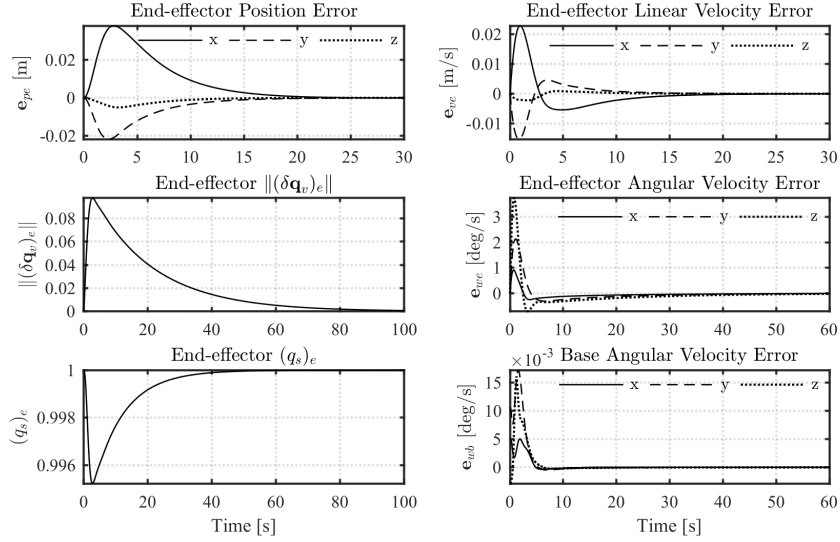 End-effector Position Error
x y z
e_pe [m]
0.02
0
-0.02
0 5 10 15 20 25 30
End-effector Linear Velocity Error
x y z
e_ve [m/s]
0.02
0.01
0
-0.01
0 5 10 15 20 25 30
End-effector ‖(δq_v)_e‖
‖(δq_v)_e‖
0.08
0.06
0.04
0.02
0
0 20 40 60 80 100
End-effector Angular Velocity Error
x y z
e_we [deg/s]
3
2
1
0
0 10 20 30 40 50 60
End-effector (q_s)_e
(q_s)_e
1
0.998
0.996
0 20 40 60 80 100
Time [s]
×10⁻³ Base Angular Velocity Error
x y z
e_wb [deg/s]
15
10
5
0
0 10 20 30 40 50 60
Time [s]